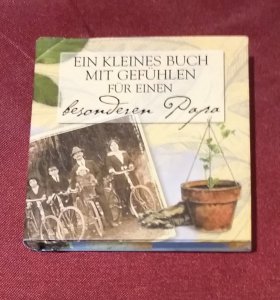 EIN KLEINES BUCH
MIT GEFÜHLEN
FÜR EINEN
besonderen Papa